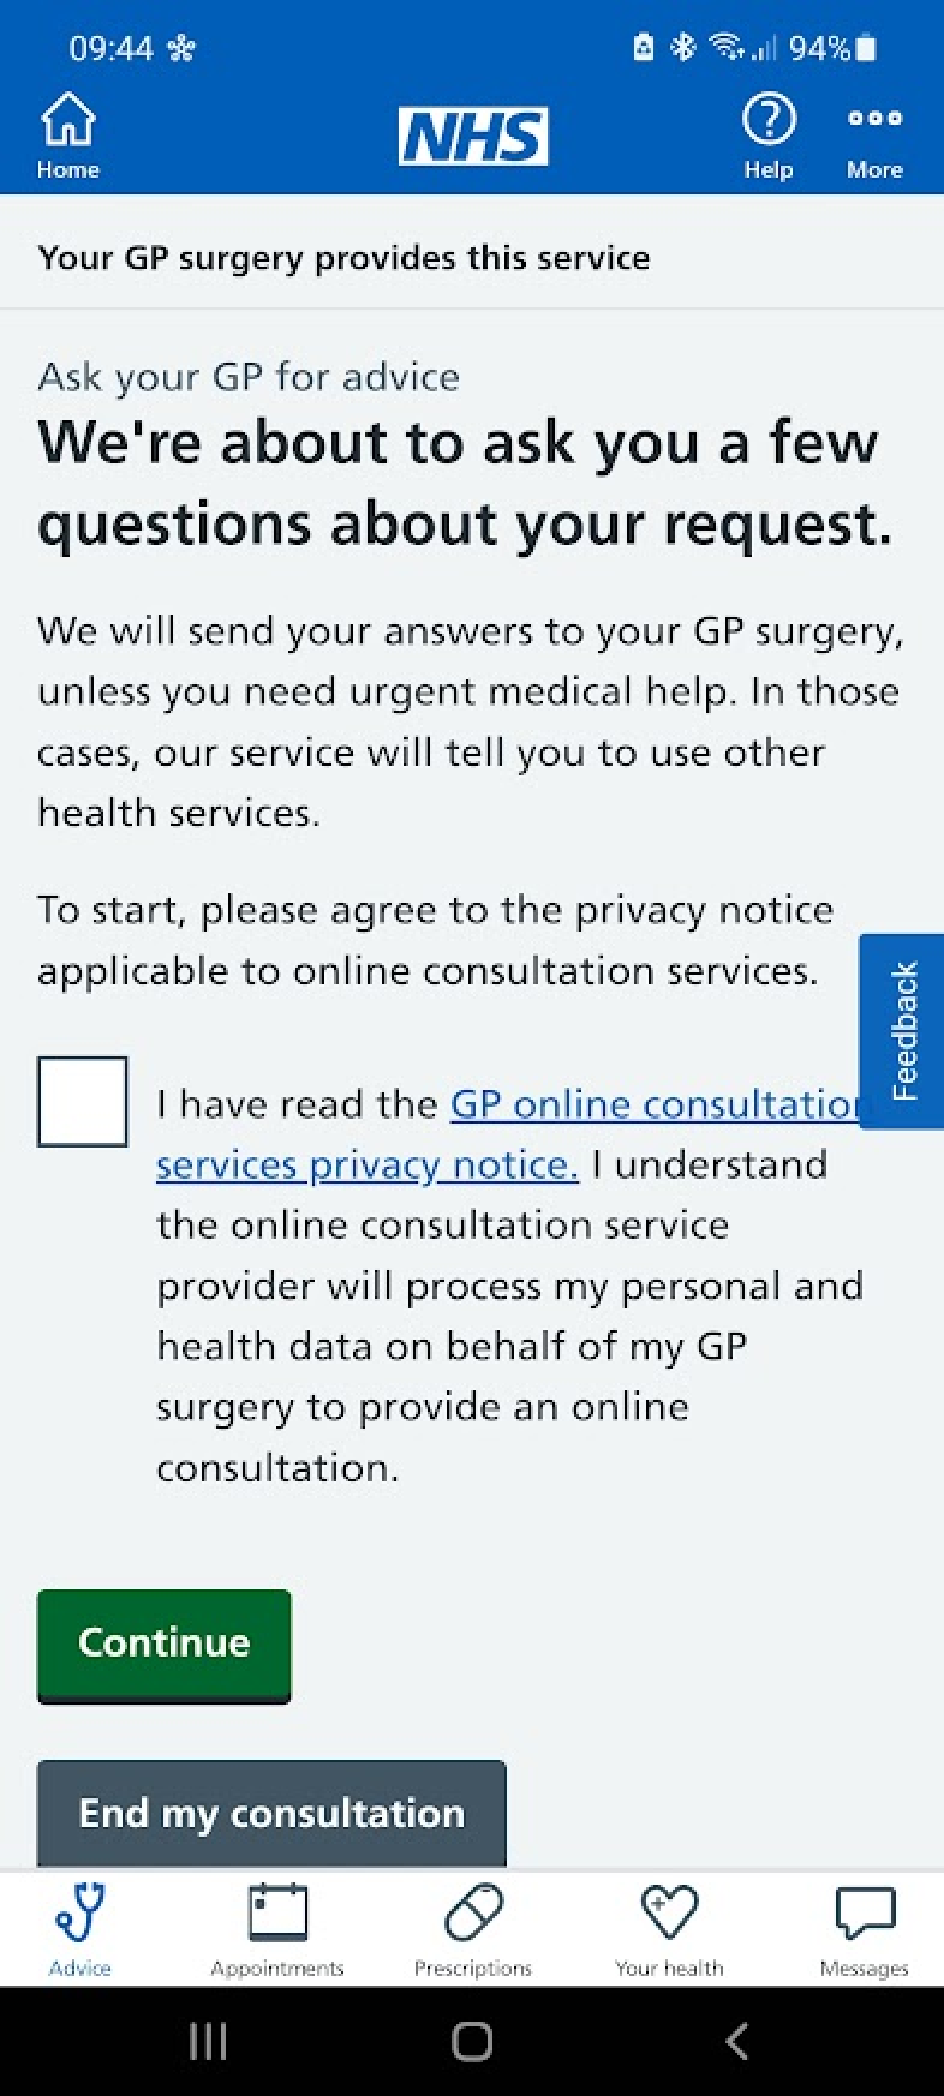 09:44
94%
Home
NHS
Help
More
Your GP surgery provides this service
Ask your GP for advice
We're about to ask you a few
questions about your request.
We will send your answers to your GP surgery,
unless you need urgent medical help. In those
cases, our service will tell you to use other
health services.
To start, please agree to the privacy notice
applicable to online consultation services.
Feedback
I have read the GP online consultation
services privacy notice. I understand
the online consultation service
provider will process my personal and
health data on behalf of my GP
surgery to provide an online
consultation.
Continue
End my consultation
Advice
Appointments
Prescriptions
Your health
Messages